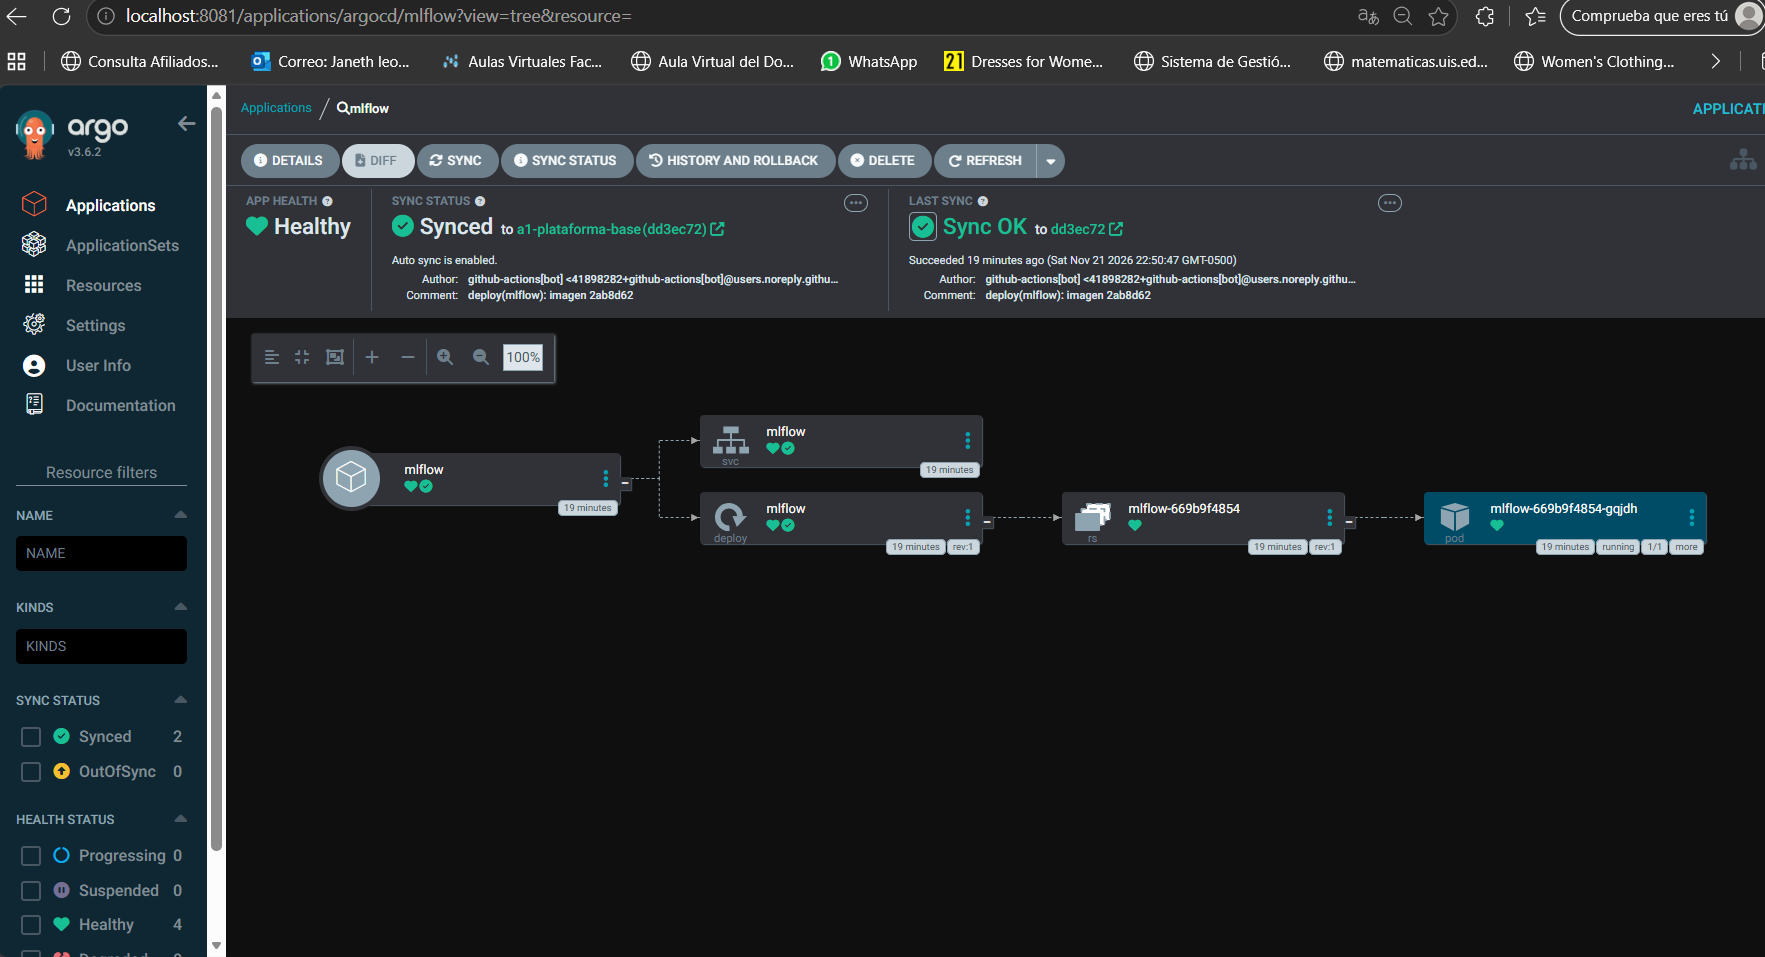 localhost:8081/applications/argocd/mlflow?view=tree&resource=
Comprueba que eres tú
Consulta Afiliados...
Correo: Janeth leo...
Aulas Virtuales Fac...
Aula Virtual del Do...
WhatsApp
21 Dresses for Wome...
Sistema de Gestió...
matematicas.uis.ed...
Women's Clothing...
argo
v3.6.2
Applications
ApplicationSets
Resources
Settings
User Info
Documentation
Resource filters
NAME
NAME
KINDS
KINDS
SYNC STATUS
Synced 2
OutOfSync 0
HEALTH STATUS
Progressing 0
Suspended 0
Healthy 4
Applications / mlflow
APPLICATI
DETAILS
DIFF
SYNC
SYNC STATUS
HISTORY AND ROLLBACK
DELETE
REFRESH
APP HEALTH
Healthy
SYNC STATUS
Synced to a1-plataforma-base (dd3ec72)
Auto sync is enabled.
Author: github-actions[bot] <41898282+github-actions[bot]@users.noreply.githu...
Comment: deploy(mlflow): imagen 2ab8d62
LAST SYNC
Sync OK to dd3ec72
Succeeded 19 minutes ago (Sat Nov 21 2026 22:50:47 GMT-0500)
Author: github-actions[bot] <41898282+github-actions[bot]@users.noreply.githu...
Comment: deploy(mlflow): imagen 2ab8d62
100%
mlflow
19 minutes
mlflow
svc
19 minutes
mlflow
deploy
19 minutes rev:1
mlflow-669b9f4854
rs
19 minutes rev:1
mlflow-669b9f4854-gqjdh
pod
19 minutes running 1/1 more